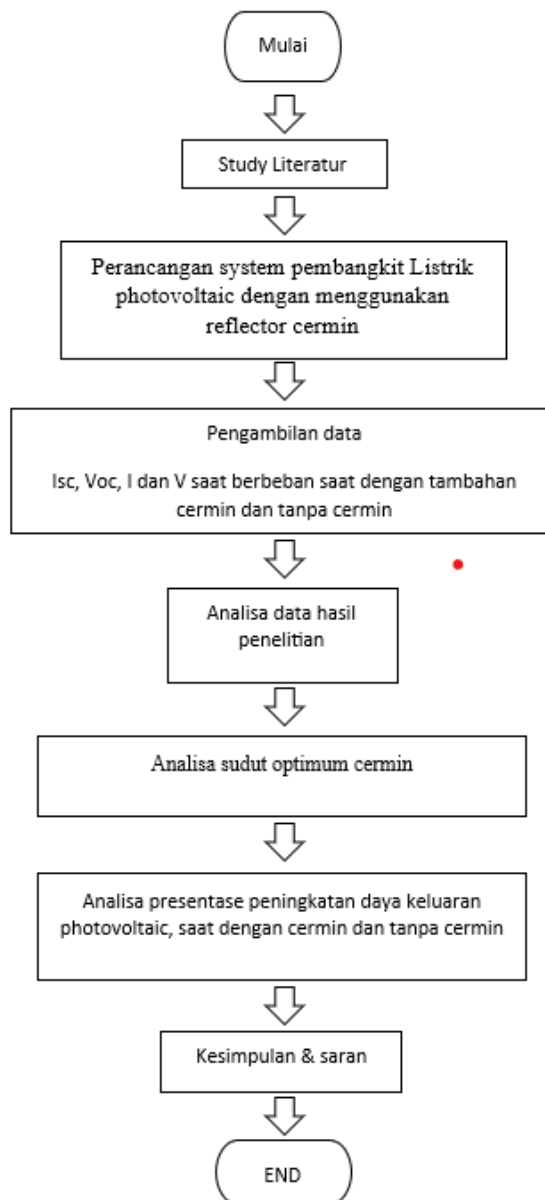 Mulai
Study Literatur
Perancangan system pembangkit Listrik
photovoltaic dengan menggunakan
reflector cermin
Pengambilan data
Isc, Voc, I dan V saat berbeban saat dengan tambahan
cermin dan tanpa cermin
Analisa data hasil
penelitian
Analisa sudut optimum cermin
Analisa presentase peningkatan daya keluaran
photovoltaic, saat dengan cermin dan tanpa cermin
Kesimpulan & saran
END